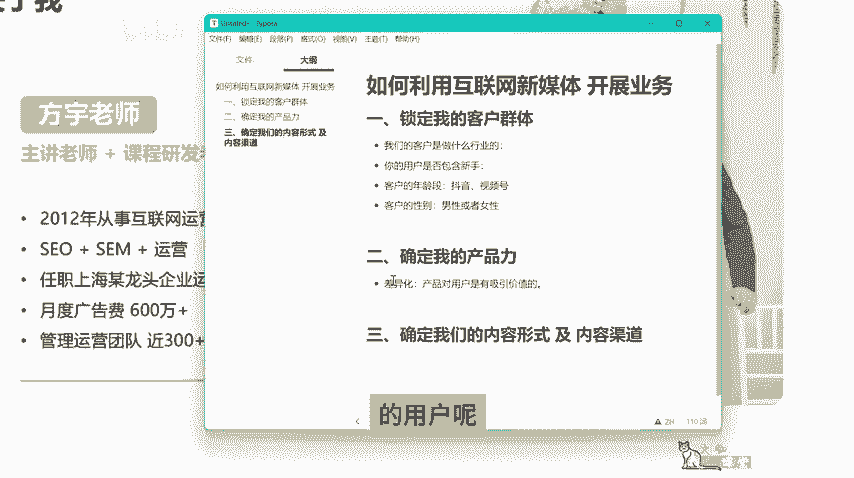 方宇老师
主讲老师 + 课程研发
• 2012年从事互联网运营
• SEO + SEM + 运营
• 任职上海某龙头企业运
• 月度广告费 600万+
• 管理运营团队 近300+
文件(F) 编辑(E) 段落(P) 格式(O) 视图(V) 主题(T) 帮助(H)
文件 大纲
如何利用互联网新媒体 开展业务
一、锁定我的客户群体
二、确定我的产品力
三、确定我们的内容形式 及
内容渠道
如何利用互联网新媒体 开展业务
一、锁定我的客户群体
• 我们的客户是做什么行业的;
• 你的用户是否包含新手;
• 客户的年龄段:抖音、视频号
• 客户的性别:男性或者女性
二、确定我的产品力
• 差异化:产品对用户是有吸引价值的。
三、确定我们的内容形式 及 内容渠道
ZH 110 词
的用户呢